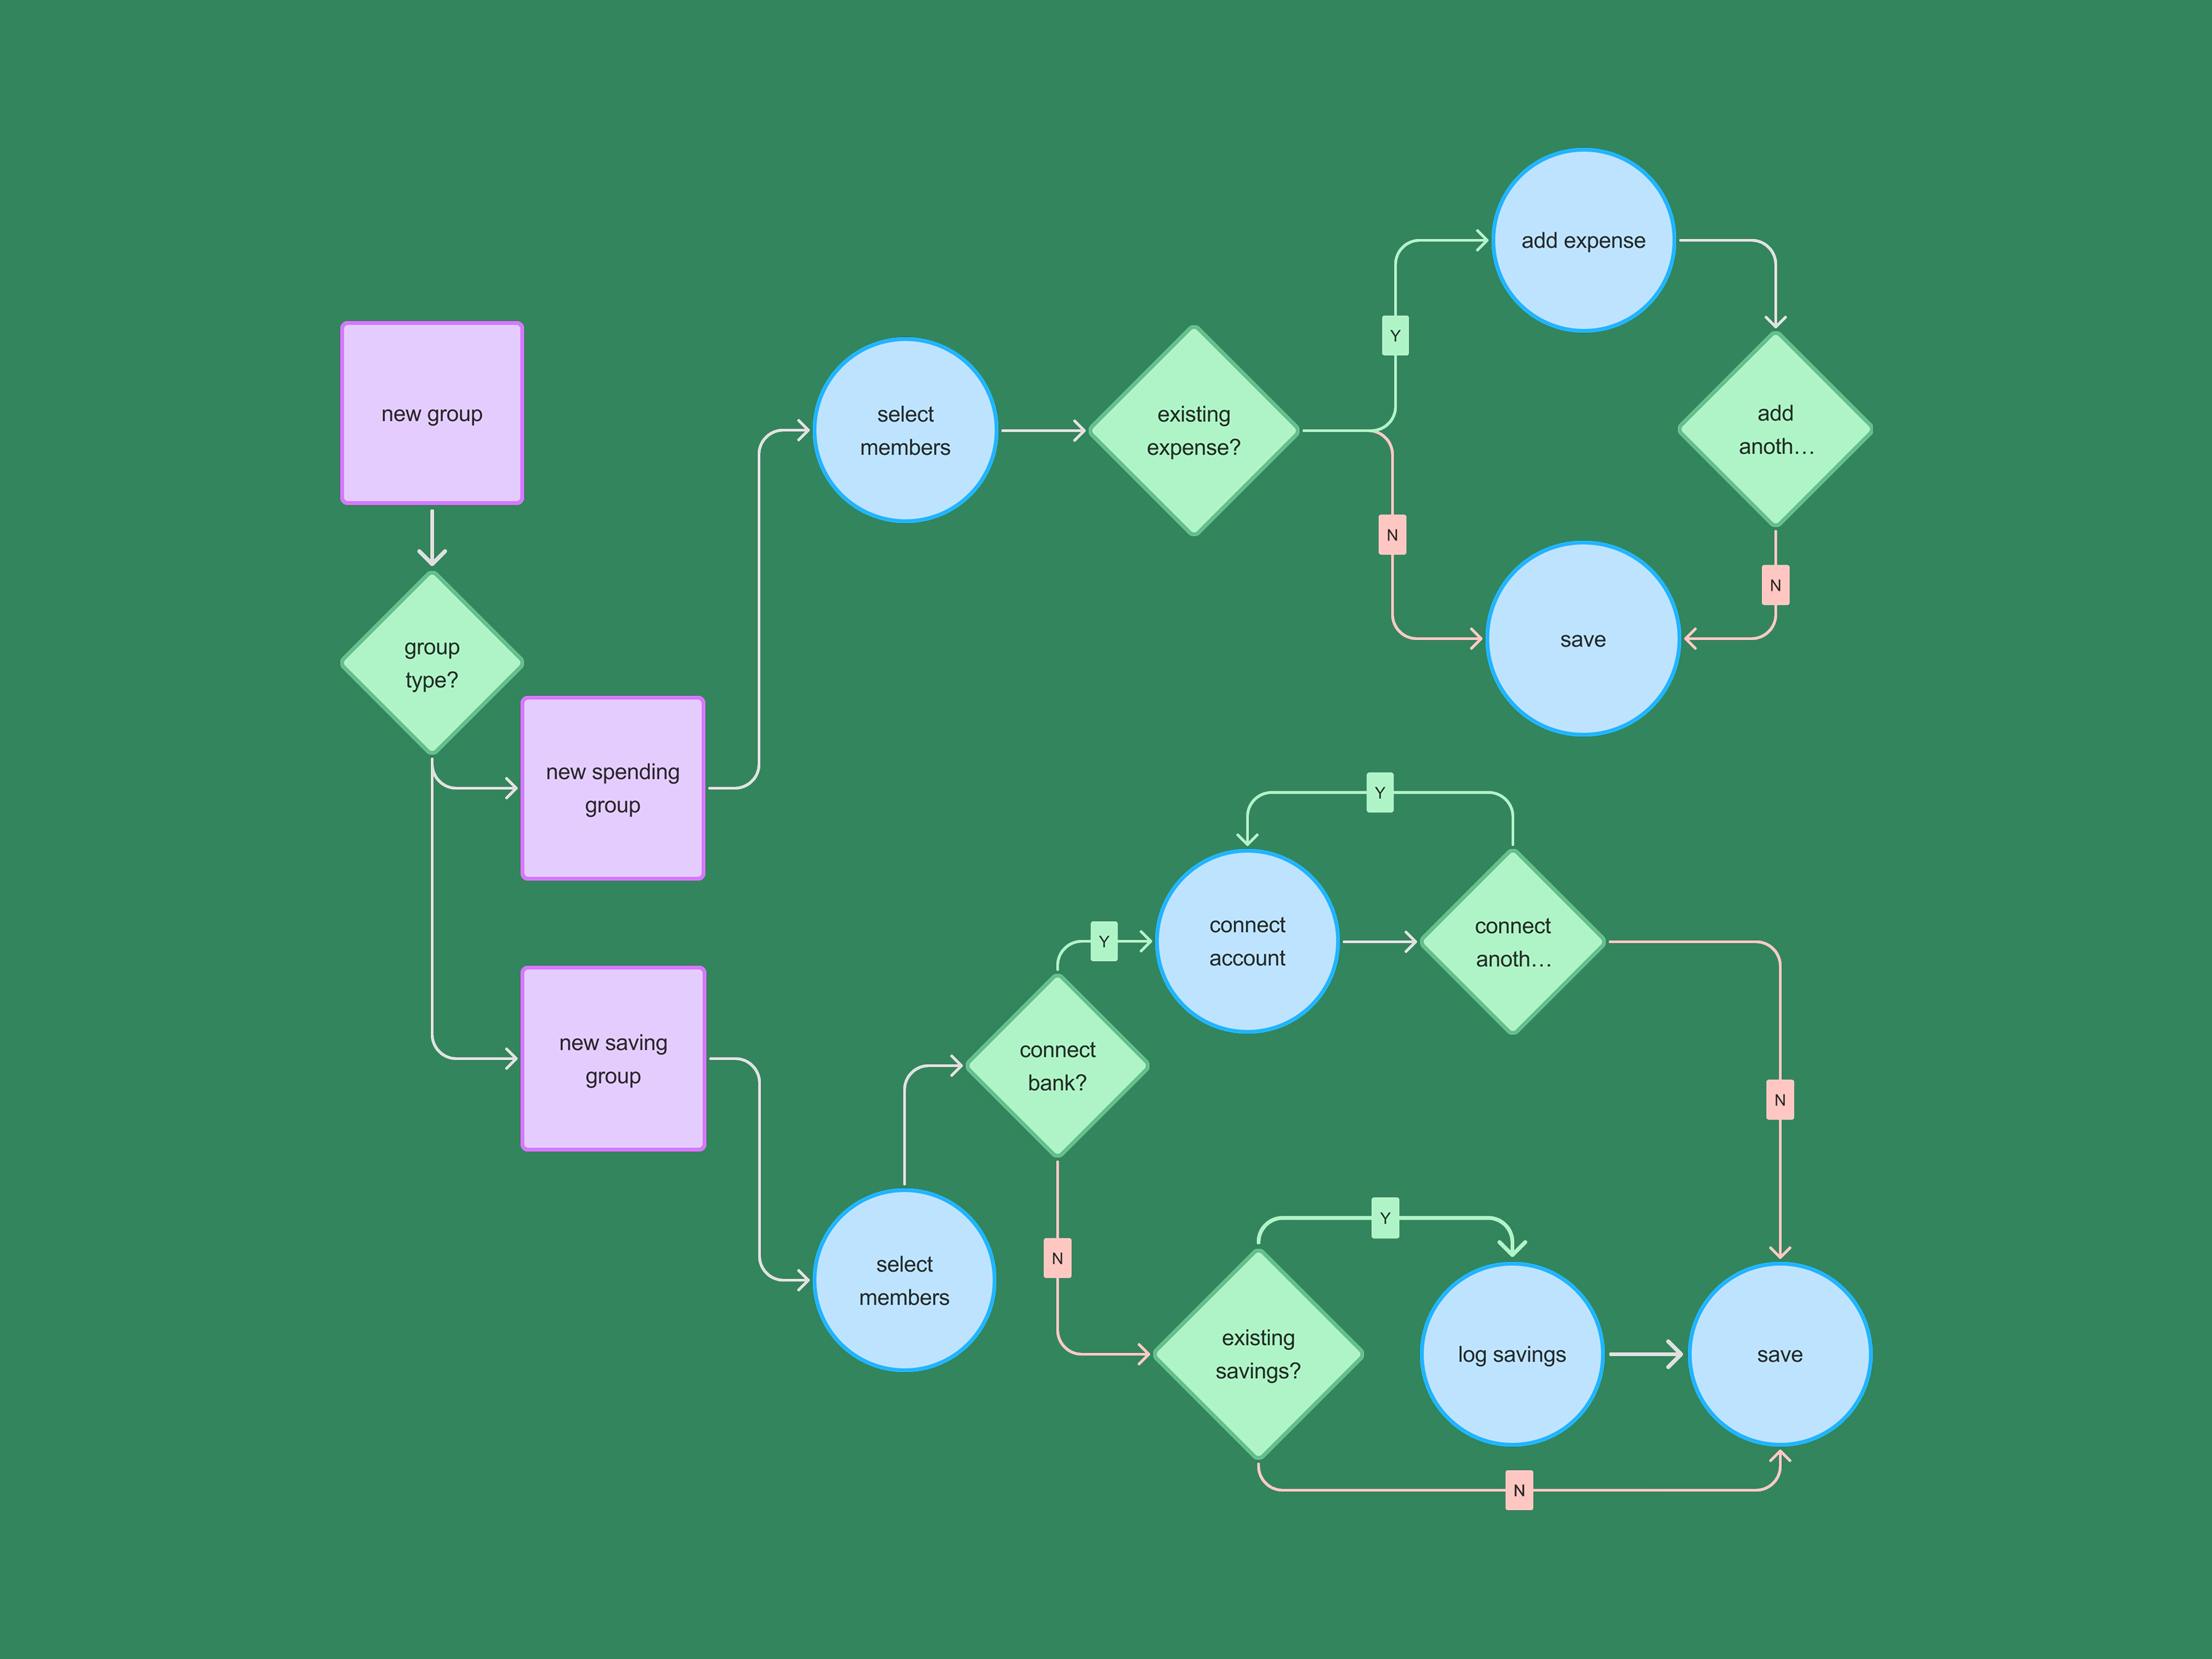 new group
group
type?
new spending
group
new saving
group
select
members
existing
expense?
Y
N
add expense
add
anoth…
N
save
select
members
connect
bank?
Y
N
connect
account
Y
connect
anoth…
N
existing
savings?
Y
N
log savings
save